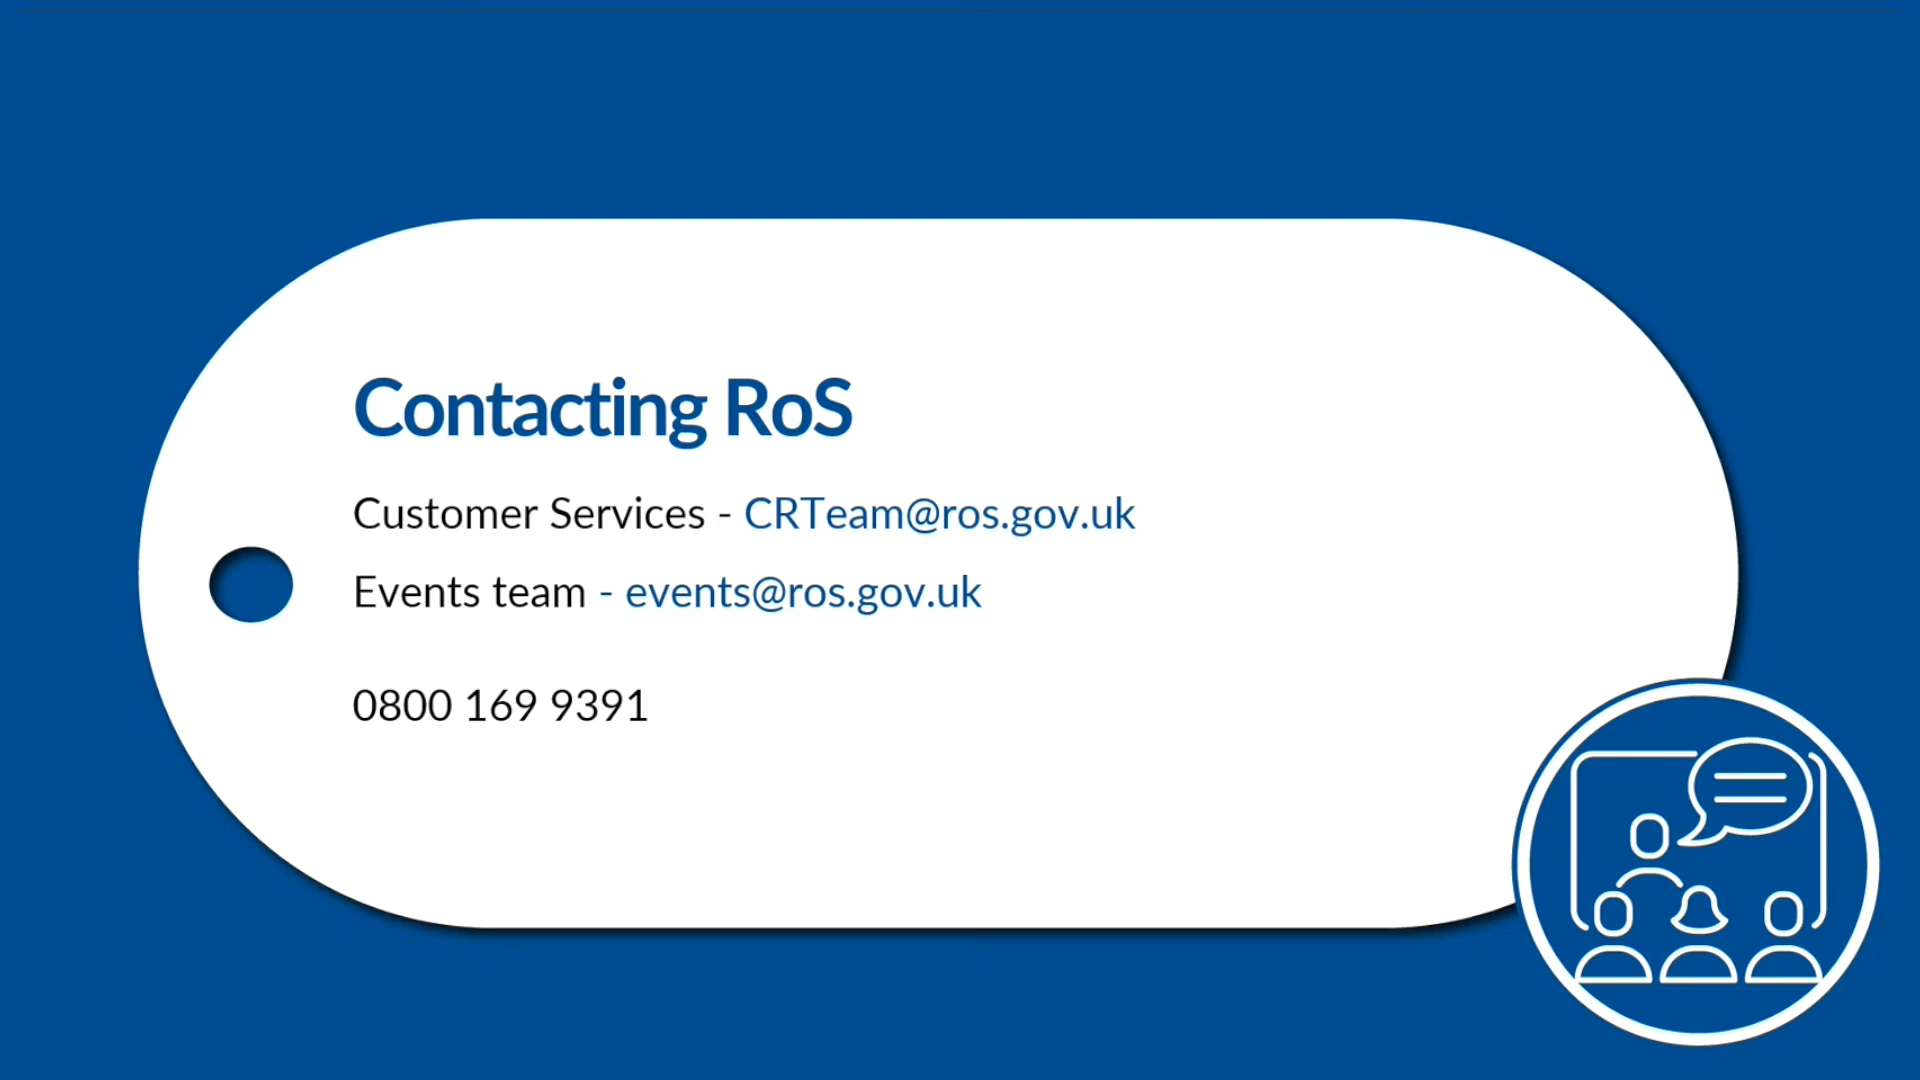 Contacting RoS
Customer Services - CRTeam@ros.gov.uk
Events team - events@ros.gov.uk
0800 169 9391